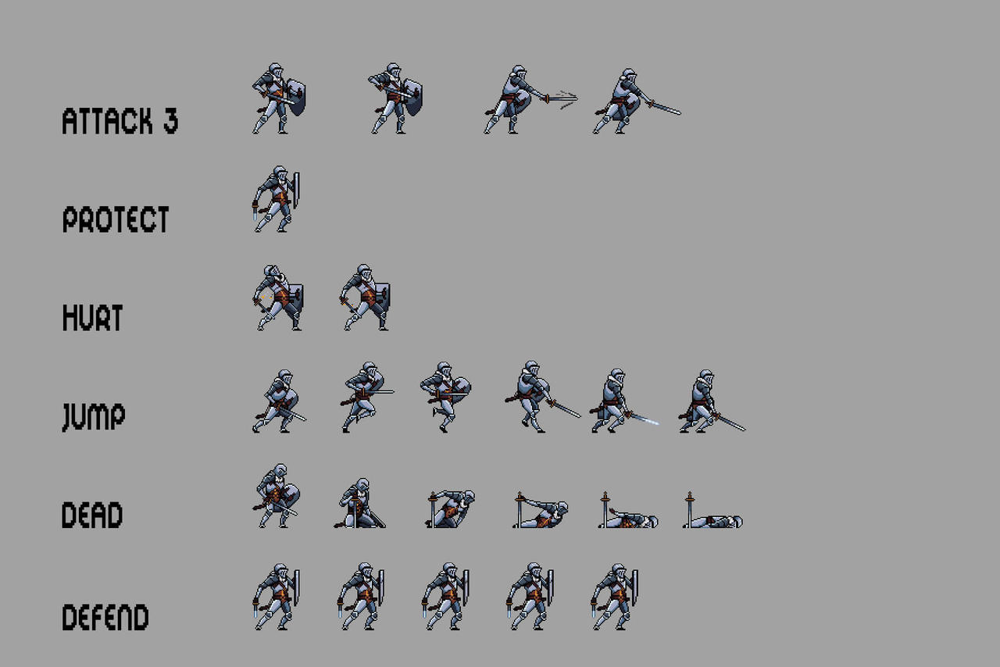 ATTACK 3
PROTECT
HURT
JUMP
DEAD
DEFEND